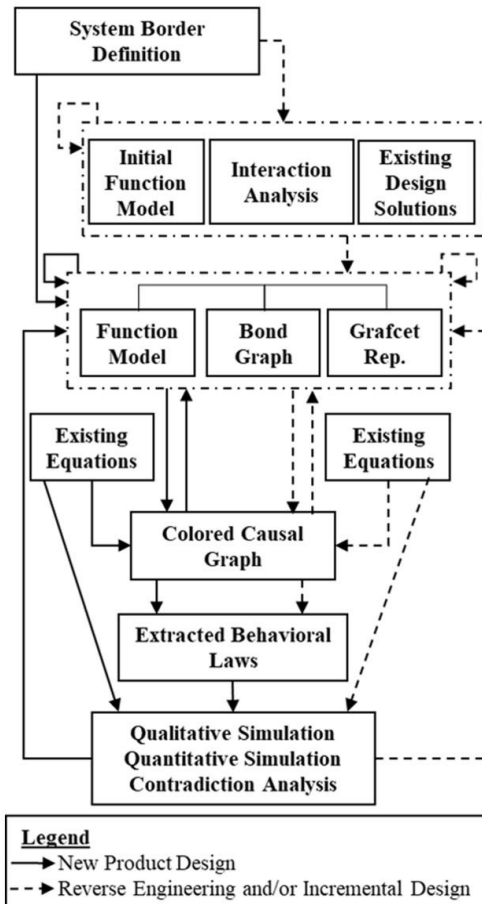 System Border
Definition
Initial
Function
Model
Interaction
Analysis
Existing
Design
Solutions
Function
Model
Bond
Graph
Grafcet
Rep.
Existing
Equations
Existing
Equations
Colored Causal
Graph
Extracted Behavioral
Laws
Qualitative Simulation
Quantitative Simulation
Contradiction Analysis
Legend
New Product Design
Reverse Engineering and/or Incremental Design